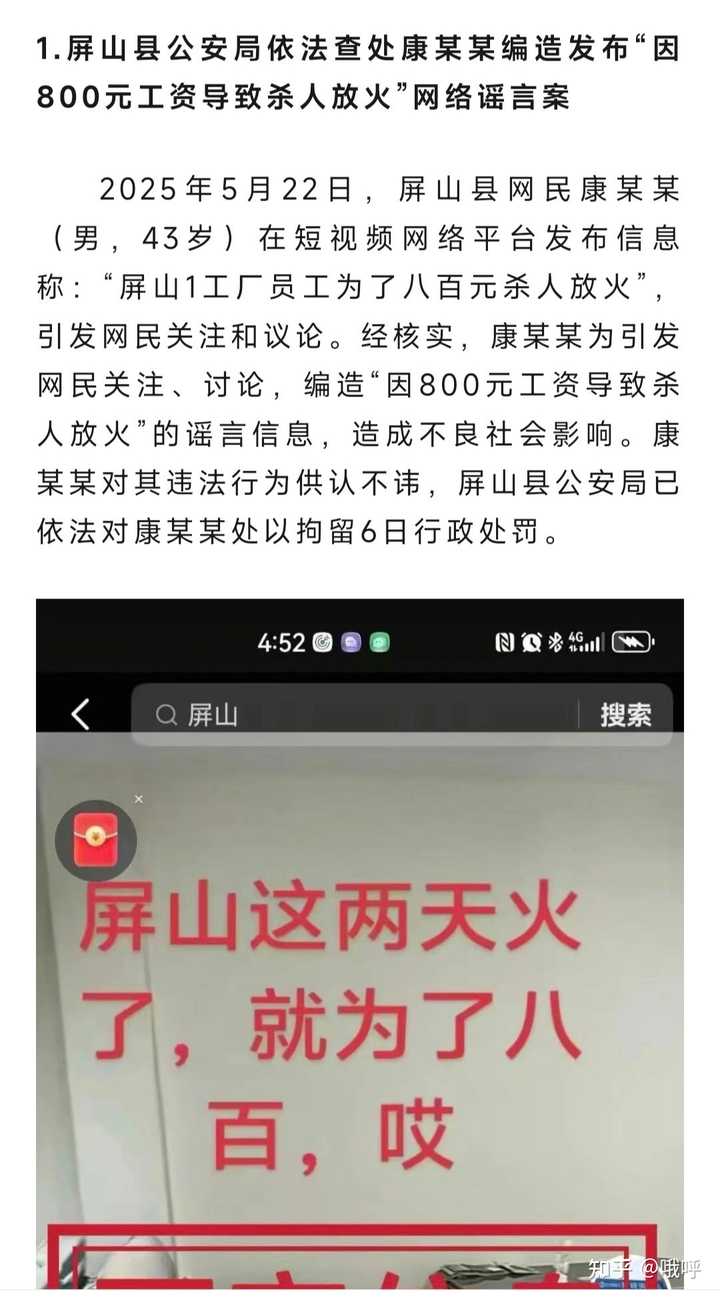 1.屏山县公安局依法查处康某某编造发布“因
800元工资导致杀人放火”网络谣言案
2025年5月22日，屏山县网民康某某
（男，43岁）在短视频网络平台发布信息
称：“屏山1工厂员工为了八百元杀人放火”，
引发网民关注和议论。经核实，康某某为引发
网民关注、讨论，编造“因800元工资导致杀
人放火”的谣言信息，造成不良社会影响。康
某某对其违法行为供认不讳，屏山县公安局已
依法对康某某处以拘留6日行政处罚。
4:52 4G
屏山 搜索
屏山这两天火
了，就为了八
百，哎
知乎 @哦呼